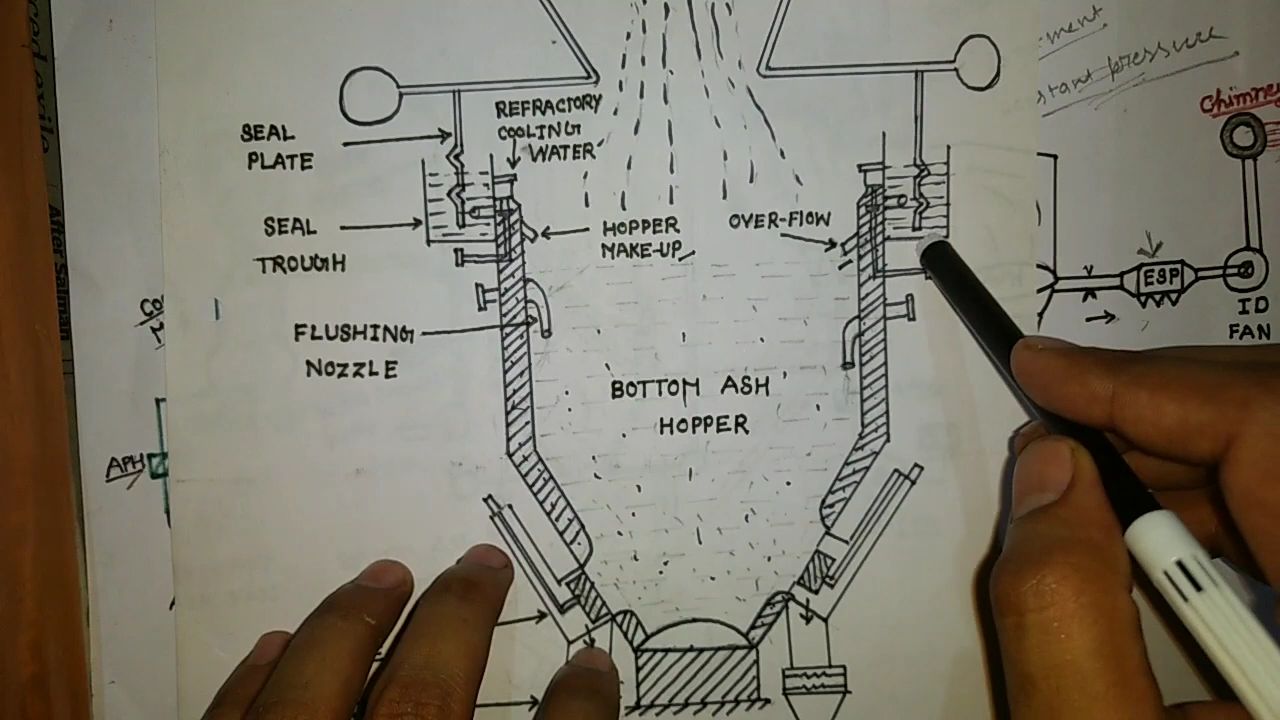 REFRACTORY
COOLING
WATER
SEAL
PLATE
SEAL
TROUGH
HOPPER
MAKE-UP
OVER-FLOW
FLUSHING
NOZZLE
BOTTOM ASH
HOPPER
APH
pressure
Chimney
ESP
ID
FAN